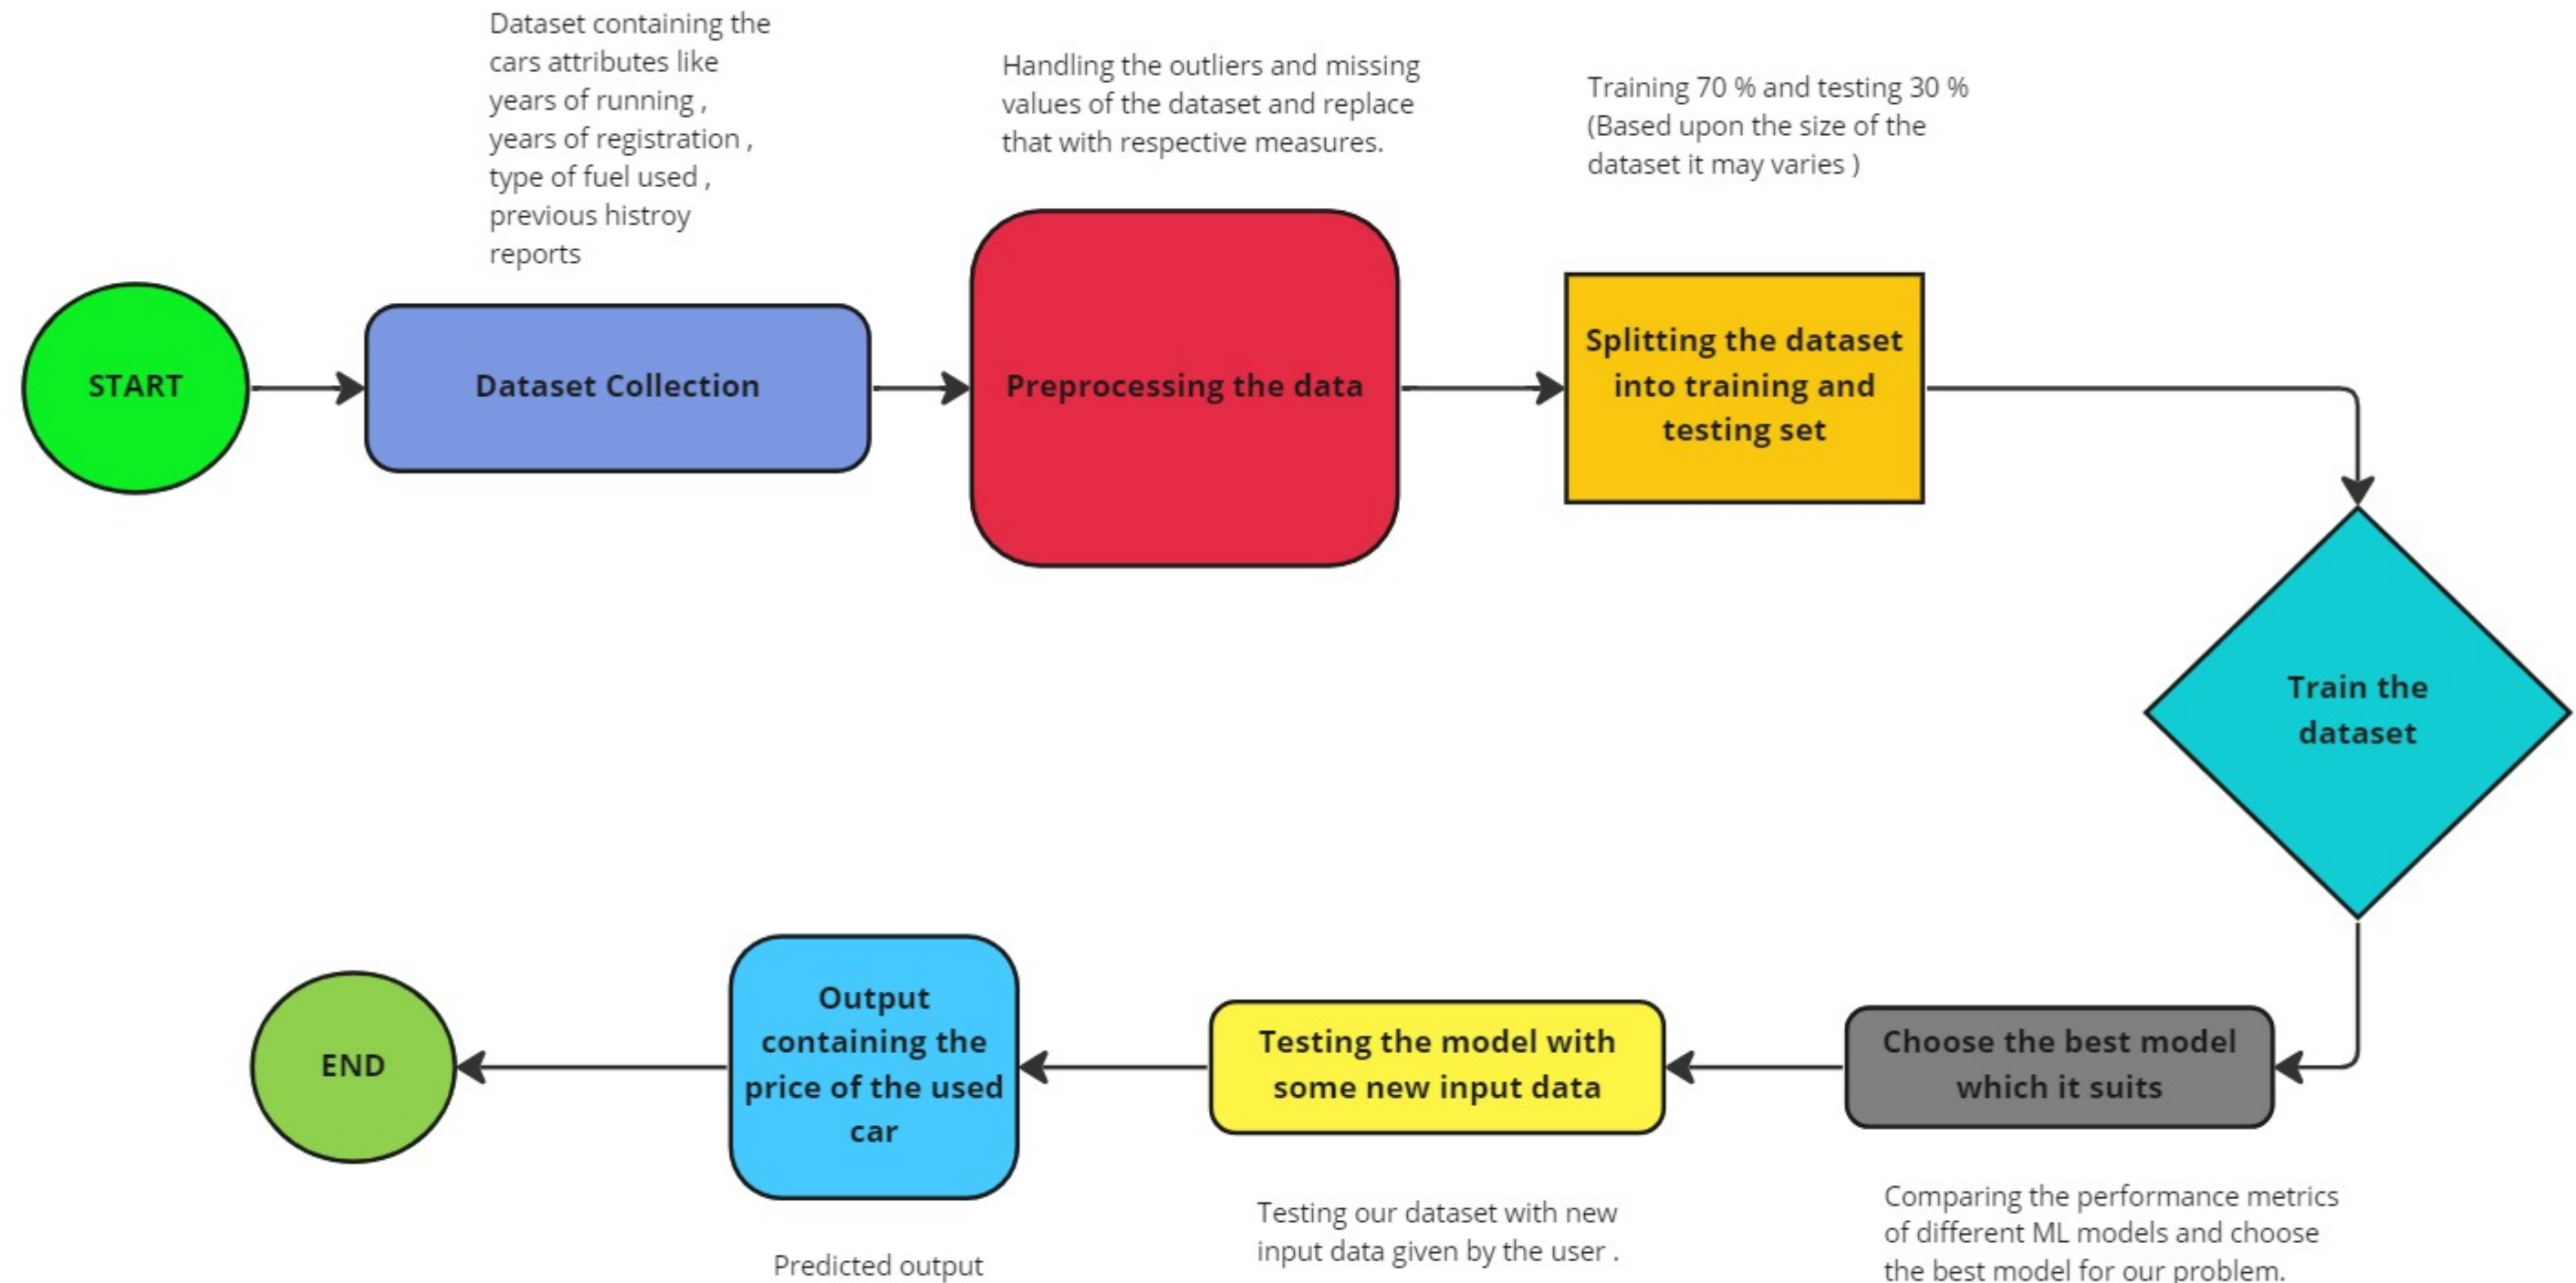 Dataset containing the
cars attributes like
years of running ,
years of registration ,
type of fuel used ,
previous histroy
reports
Handling the outliers and missing
values of the dataset and replace
that with respective measures.
Training 70 % and testing 30 %
(Based upon the size of the
dataset it may varies )
START
Dataset Collection
Preprocessing the data
Splitting the dataset
into training and
testing set
Train the
dataset
Choose the best model
which it suits
Comparing the performance metrics
of different ML models and choose
the best model for our problem.
Testing the model with
some new input data
Testing our dataset with new
input data given by the user .
Output
containing the
price of the used
car
Predicted output
END